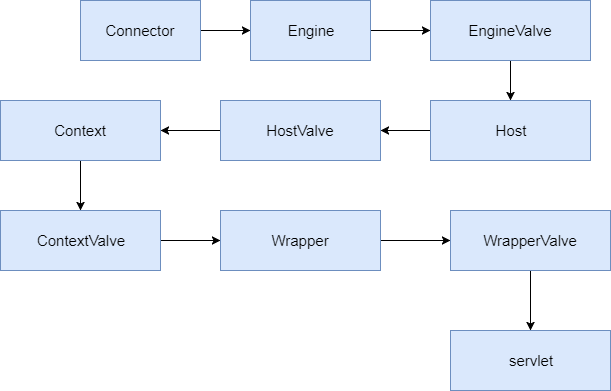 Connector
Engine
EngineValve
Context
HostValve
Host
ContextValve
Wrapper
WrapperValve
servlet